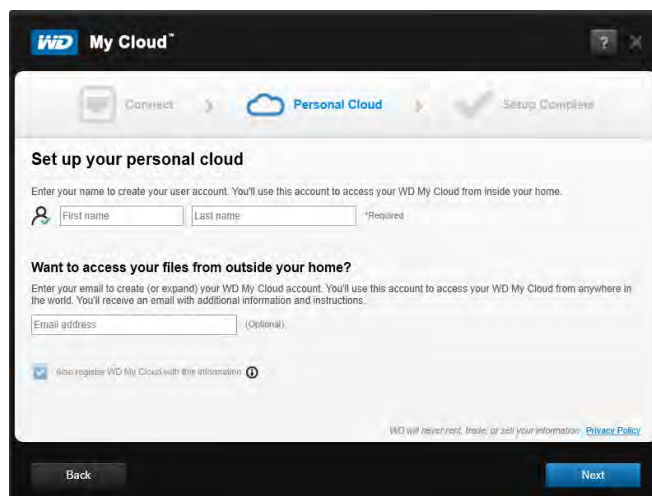 WD My Cloud™ ?
Connect Personal Cloud Setup Complete
Set up your personal cloud
Enter your name to create your user account. You'll use this account to access your WD My Cloud from inside your home.
First name Last name *Required
Want to access your files from outside your home?
Enter your email to create (or expand) your WD My Cloud account. You'll use this account to access your WD My Cloud from anywhere in
the world. You'll receive an email with additional information and instructions.
Email address (Optional)
Also register WD My Cloud with this information
WD will never rent, trade, or sell your information Privacy Policy
Back Next